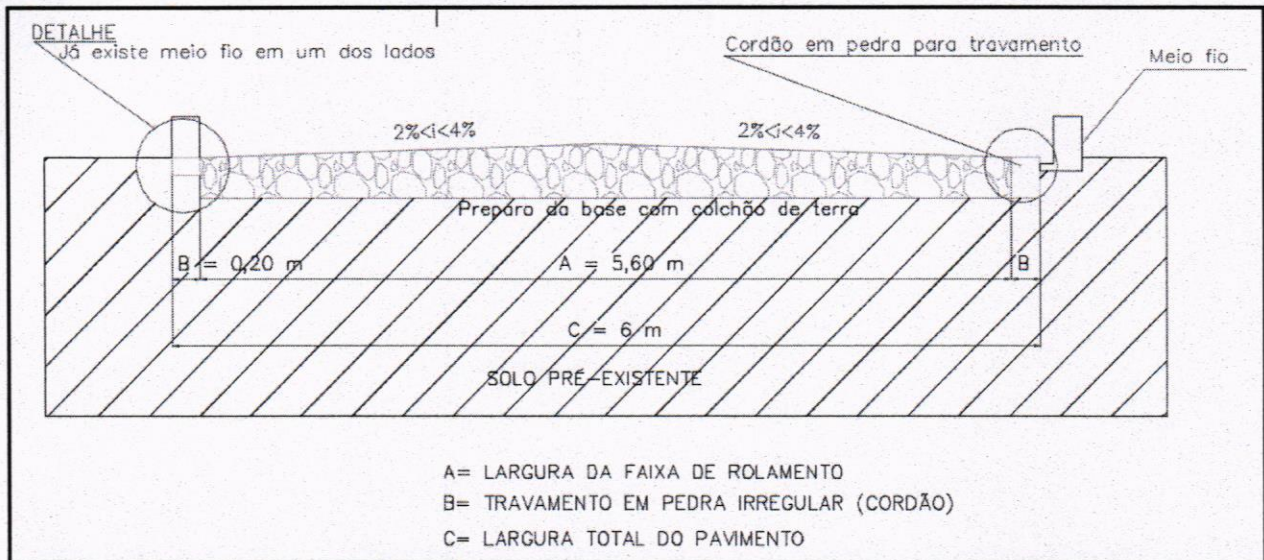 DETALHE
Já existe meio fio em um dos lados
Cordão em pedra para travamento
Meio fio
2%<i<4%
2%<i<4%
Preparo da base com colchão de terra
B = 0,20 m
A = 5,60 m
B
C = 6 m
SOLO PRÉ-EXISTENTE
A= LARGURA DA FAIXA DE ROLAMENTO
B= TRAVAMENTO EM PEDRA IRREGULAR (CORDÃO)
C= LARGURA TOTAL DO PAVIMENTO